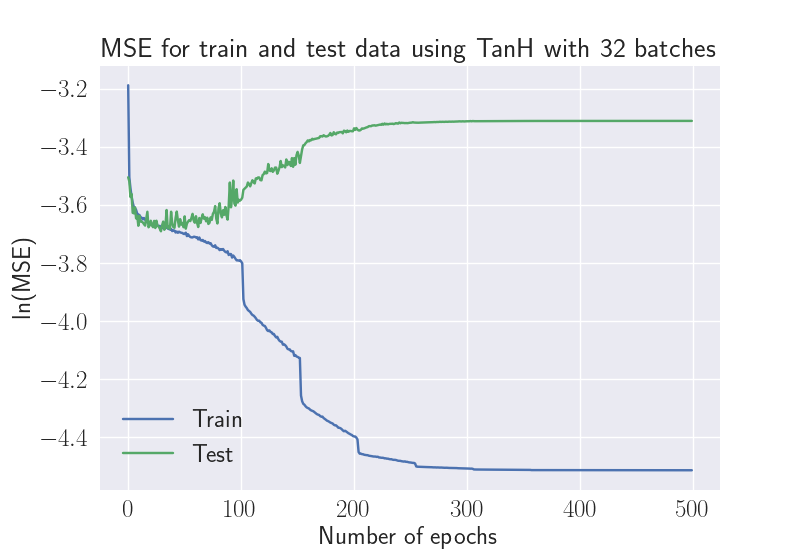 MSE for train and test data using TanH with 32 batches
ln(MSE)
−3.2
−3.4
−3.6
−3.8
−4.0
−4.2
−4.4
Train
Test
0 100 200 300 400 500
Number of epochs